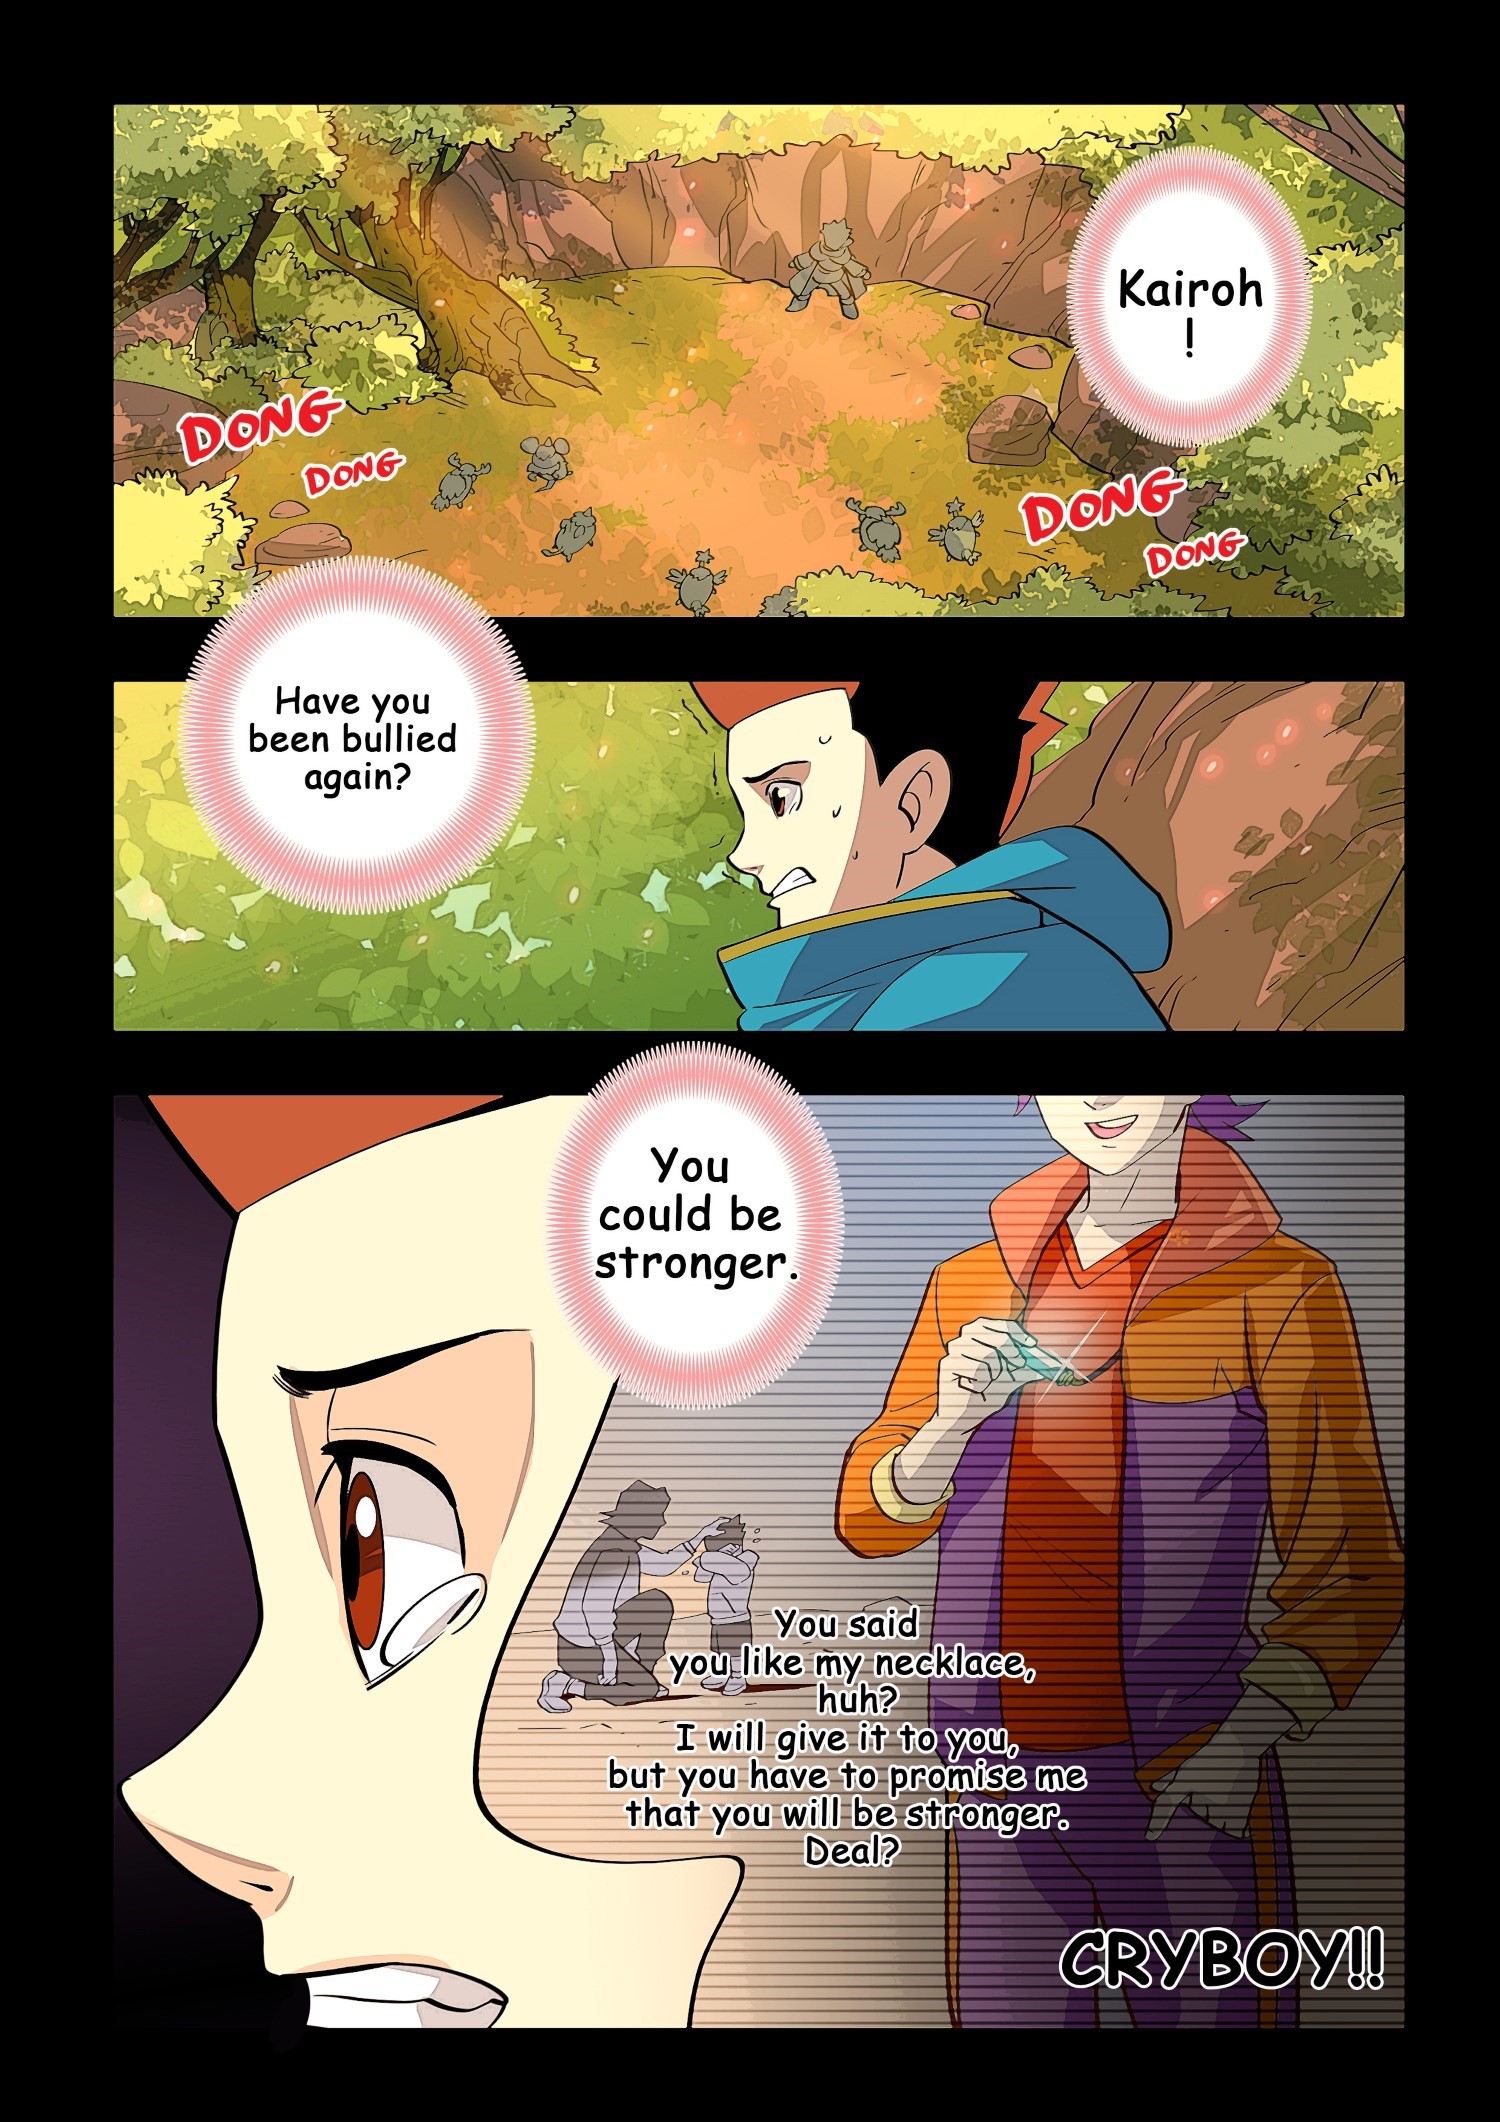 Kairoh
!
DONG
DONG
DONG
DONG
Have you
been bullied
again?
You
could be
stronger.
You said
you like my necklace,
huh?
I will give it to you,
but you have to promise me
that you will be stronger.
Deal?
CRYBOY!!